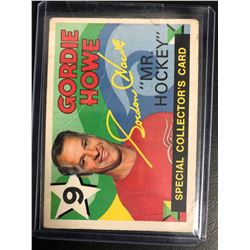 GORDIE
HOWE
Gordie Howe
"MR.
HOCKEY"
SPECIAL COLLECTOR'S CARD
9